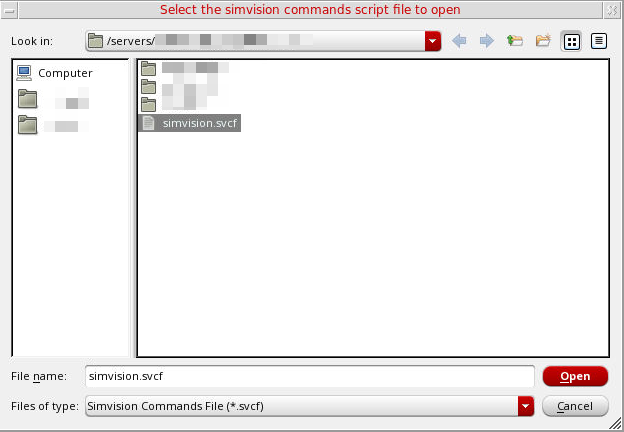 Select the simvision commands script file to open
Look in: /servers/
Computer
simvision.svcf
File name: simvision.svcf Open
Files of type: Simvision Commands File (*.svcf) Cancel